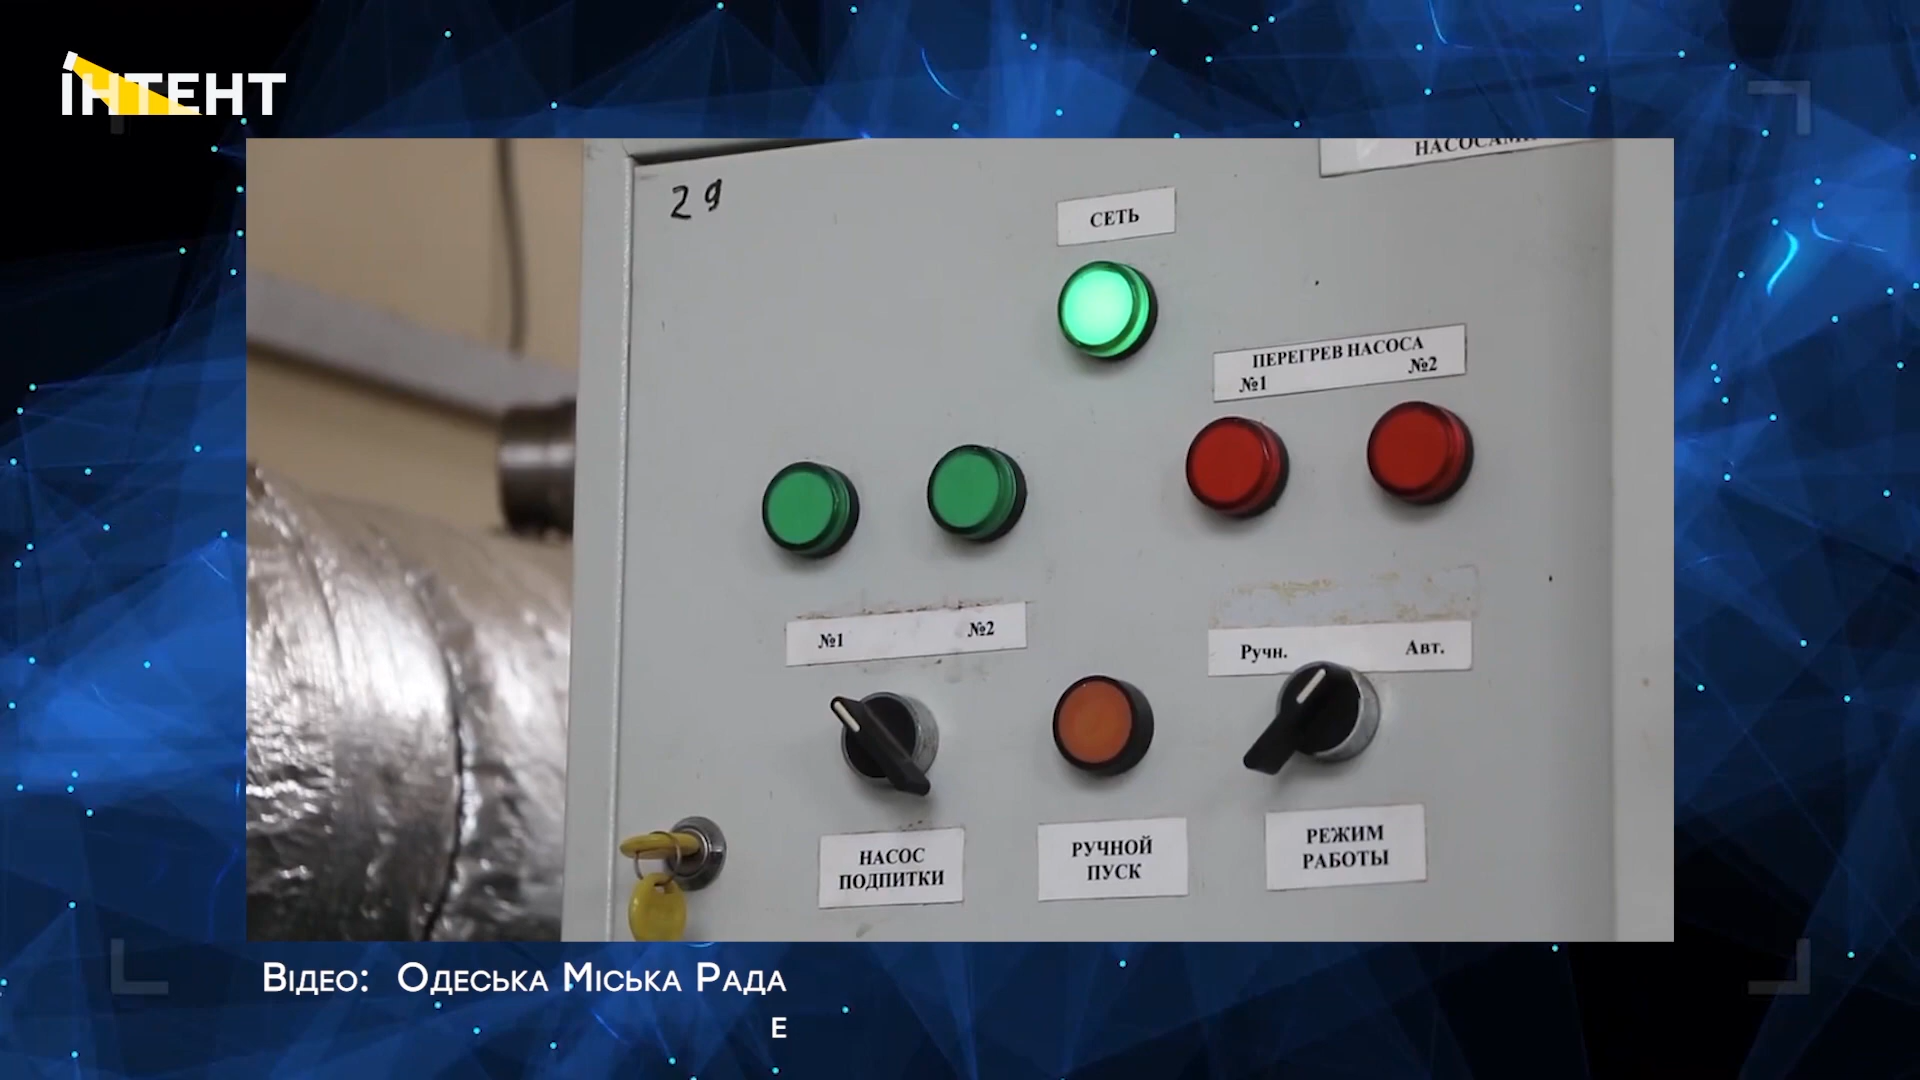 ІНТЕНТ
НАСОСАМИ
29
СЕТЬ
ПЕРЕГРЕВ НАСОСА
№1 №2
№1 №2
Ручн. Авт.
НАСОС
ПОДПИТКИ
РУЧНОЙ
ПУСК
РЕЖИМ
РАБОТЫ
Відео: Одеська Міська Рада
Е